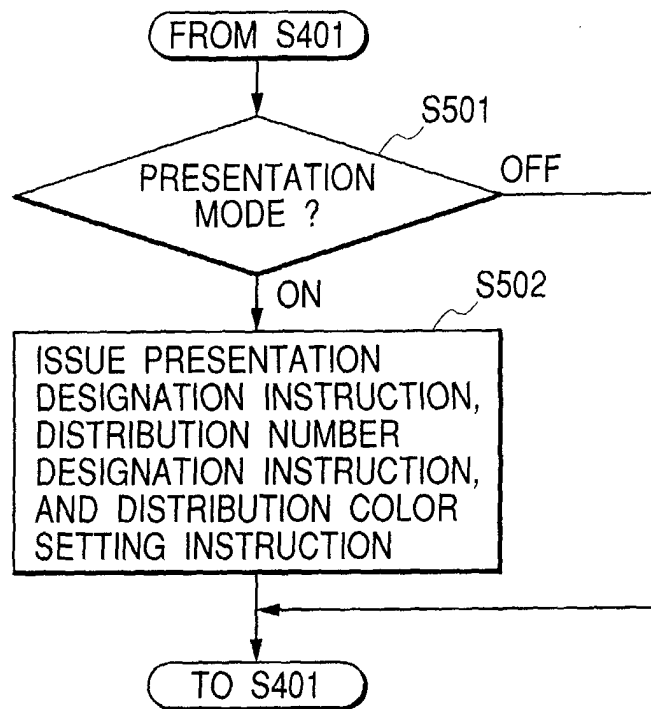 FROM S401
S501
PRESENTATION
MODE ?
OFF
ON
S502
ISSUE PRESENTATION
DESIGNATION INSTRUCTION,
DISTRIBUTION NUMBER
DESIGNATION INSTRUCTION,
AND DISTRIBUTION COLOR
SETTING INSTRUCTION
TO S401